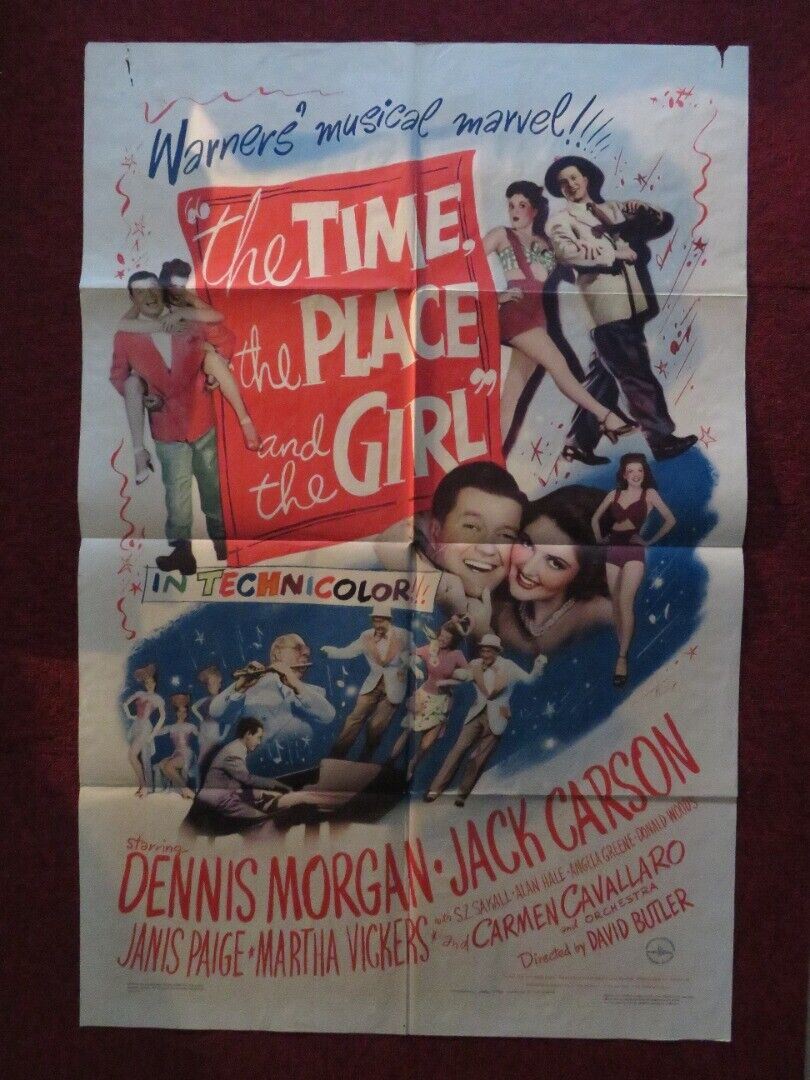 Warners' musical marvel!!!!
"the TIME,
the PLACE
and
the GIRL"
IN TECHNICOLOR!!!
starring
DENNIS MORGAN · JACK CARSON
JANIS PAIGE · MARTHA VICKERS · with S.Z. SAKALL · ALAN HALE · ANGELA GREENE · DONALD WOODS
and CARMEN CAVALLARO
and ORCHESTRA
Directed by DAVID BUTLER